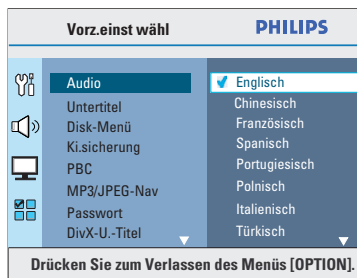 Vorz.einst wähl
PHILIPS
Audio
Untertitel
Disk-Menü
Ki.sicherung
PBC
MP3/JPEG-Nav
Passwort
DivX-U.-Titel
Englisch
Chinesisch
Französisch
Spanisch
Portugiesisch
Polnisch
Italienisch
Türkisch
Drücken Sie zum Verlassen des Menüs [OPTION].